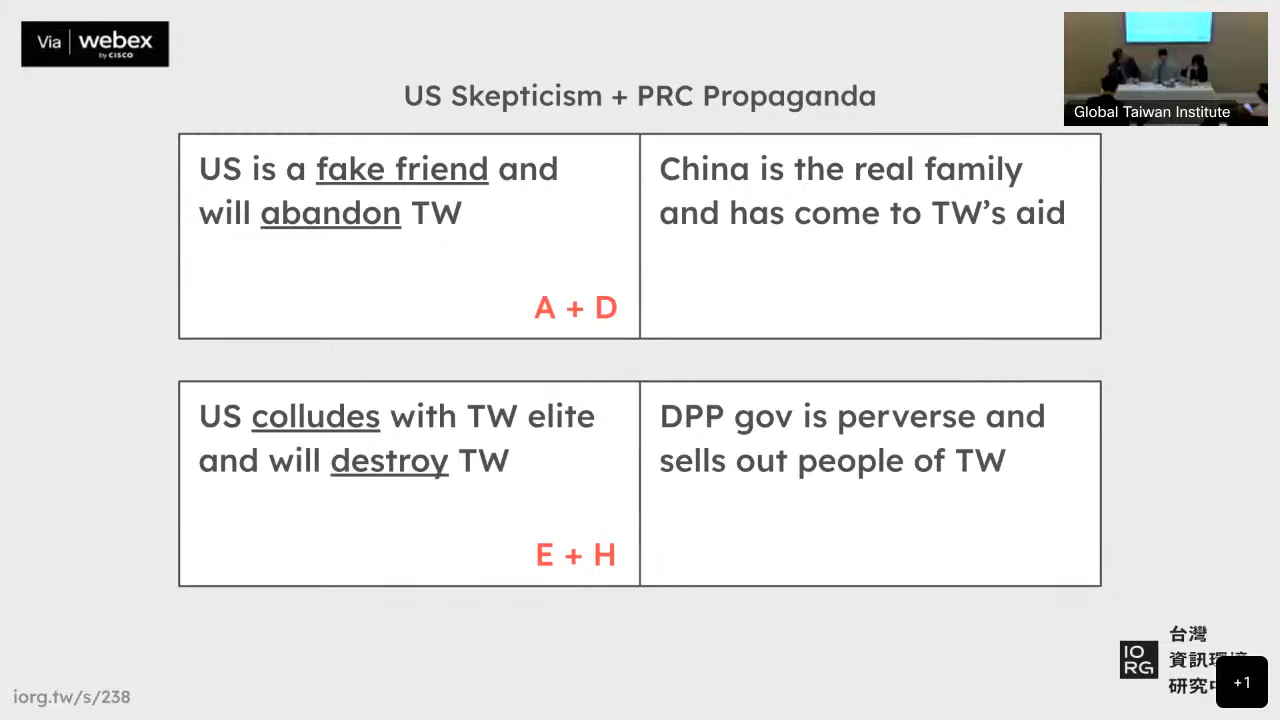 Via webex
by CISCO
US Skepticism + PRC Propaganda
Global Taiwan Institute
US is a fake friend and
will abandon TW
A + D
China is the real family
and has come to TW's aid
US colludes with TW elite
and will destroy TW
E + H
DPP gov is perverse and
sells out people of TW
IO
RG
台灣
資訊環境
研究
+1
iorg.tw/s/238